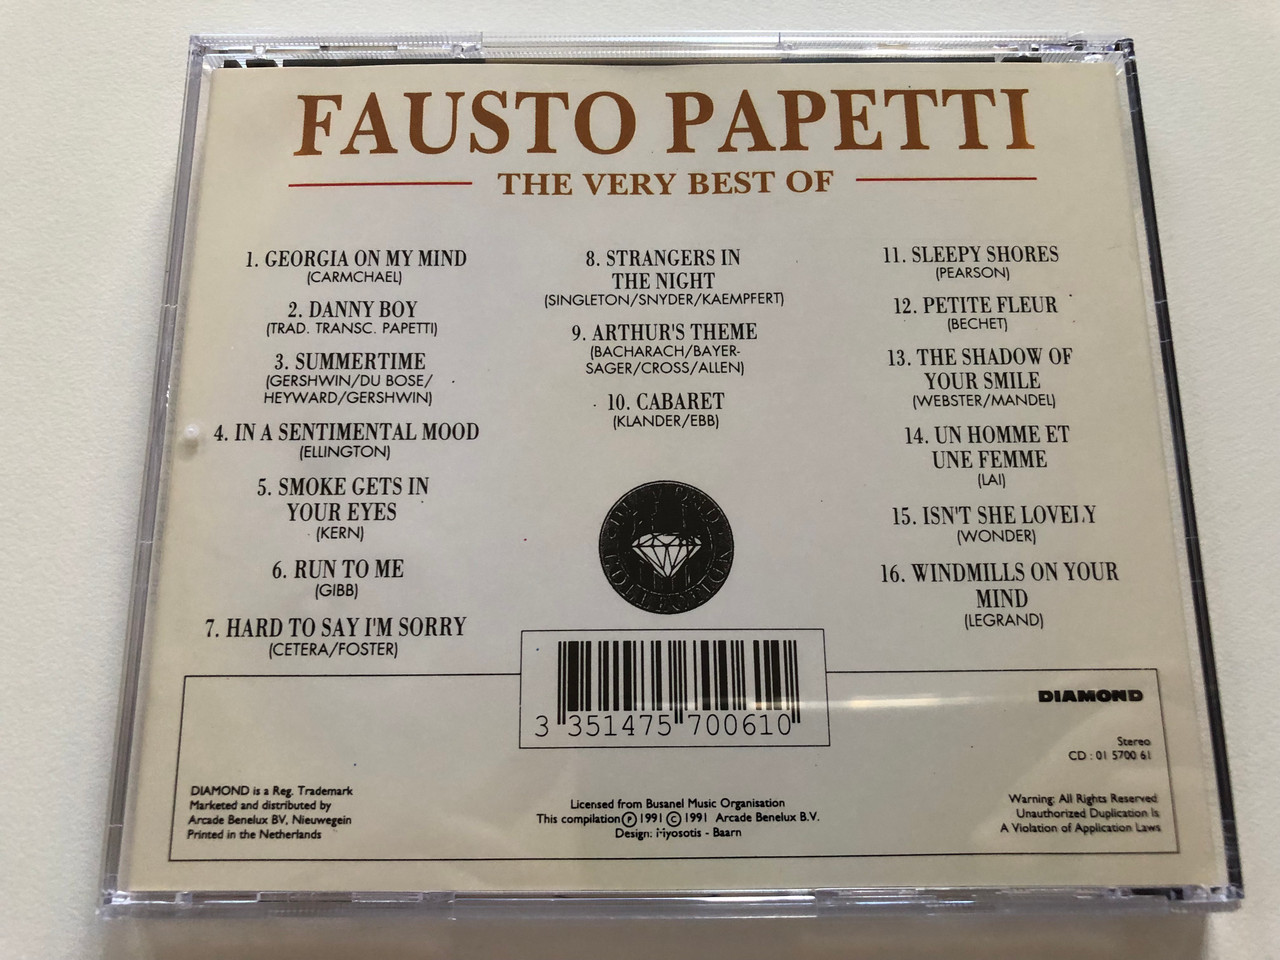 FAUSTO PAPETTI
THE VERY BEST OF
1. GEORGIA ON MY MIND
(CARMCHAEL)
2. DANNY BOY
(TRAD. TRANSC. PAPETTI)
3. SUMMERTIME
(GERSHWIN/DU BOSE/
HEYWARD/GERSHWIN)
4. IN A SENTIMENTAL MOOD
(ELLINGTON)
5. SMOKE GETS IN
YOUR EYES
(KERN)
6. RUN TO ME
(GIBB)
7. HARD TO SAY I'M SORRY
(CETERA/FOSTER)
8. STRANGERS IN
THE NIGHT
(SINGLETON/SNYDER/KAEMPFERT)
9. ARTHUR'S THEME
(BACHARACH/BAYER-
SAGER/CROSS/ALLEN)
10. CABARET
(KLANDER/EBB)
11. SLEEPY SHORES
(PEARSON)
12. PETITE FLEUR
(BECHET)
13. THE SHADOW OF
YOUR SMILE
(WEBSTER/MANDEL)
14. UN HOMME ET
UNE FEMME
(LAI)
15. ISN'T SHE LOVELY
(WONDER)
16. WINDMILLS ON YOUR
MIND
(LEGRAND)
3 351475 700610
DIAMOND
Stereo
CD : 01 5700 61
DIAMOND is a Reg. Trademark
Marketed and distributed by
Arcade Benelux BV, Nieuwegein
Printed in the Netherlands
Licensed from Busanel Music Organisation
This compilation Ⓟ 1991 © 1991 Arcade Benelux B.V.
Design: Myosotis - Baarn
Warning: All Rights Reserved
Unauthorized Duplication Is
A Violation of Application Laws